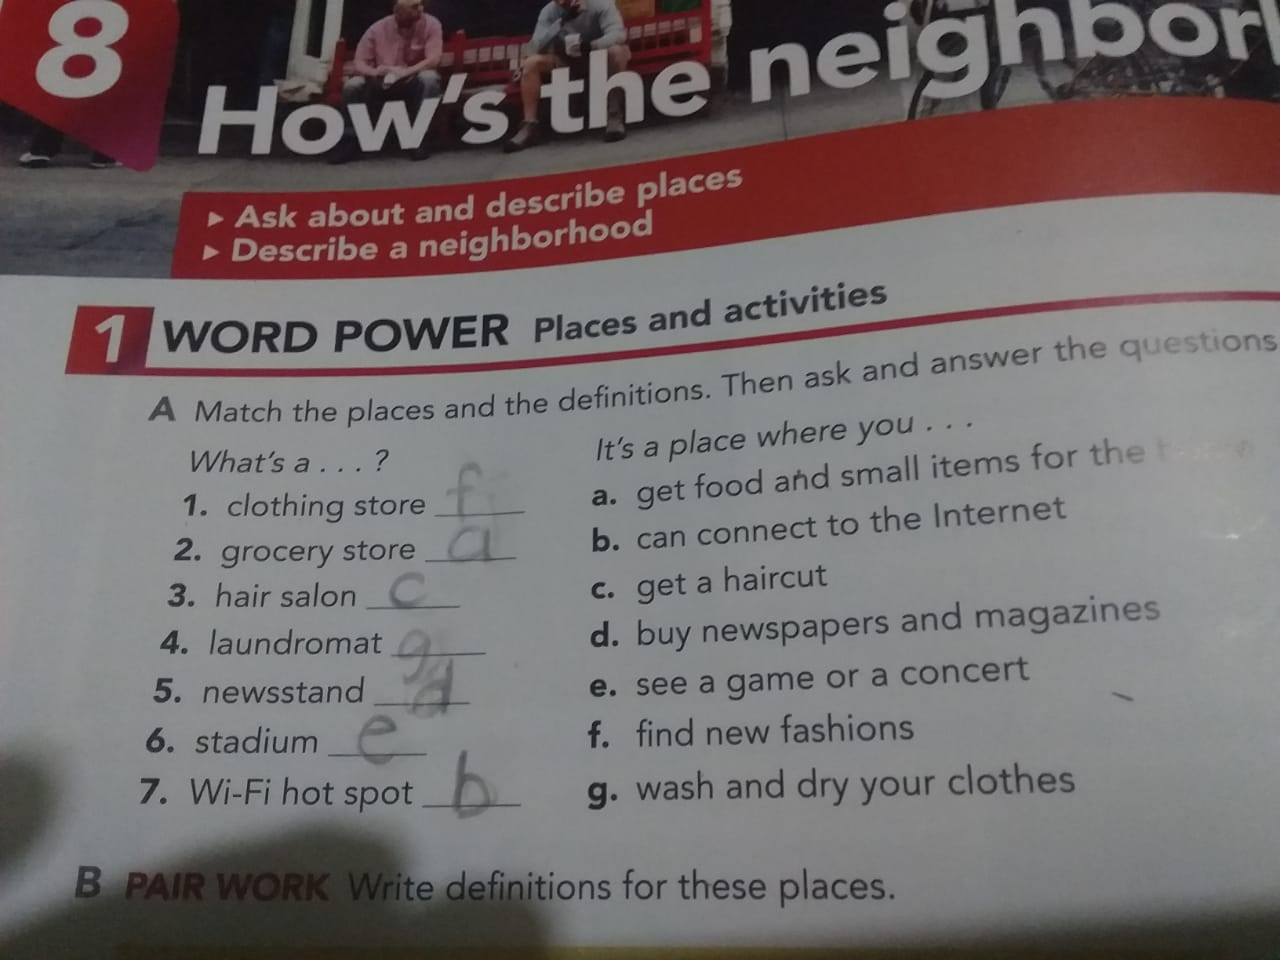 8
How's the neighbor
▸ Ask about and describe places
▸ Describe a neighborhood
1 WORD POWER Places and activities
A Match the places and the definitions. Then ask and answer the questions
What's a . . . ?
1. clothing store f
2. grocery store a
3. hair salon c
4. laundromat g
5. newsstand d
6. stadium e
7. Wi-Fi hot spot b
It's a place where you . . .
a. get food and small items for the
b. can connect to the Internet
c. get a haircut
d. buy newspapers and magazines
e. see a game or a concert
f. find new fashions
g. wash and dry your clothes
B PAIR WORK Write definitions for these places.